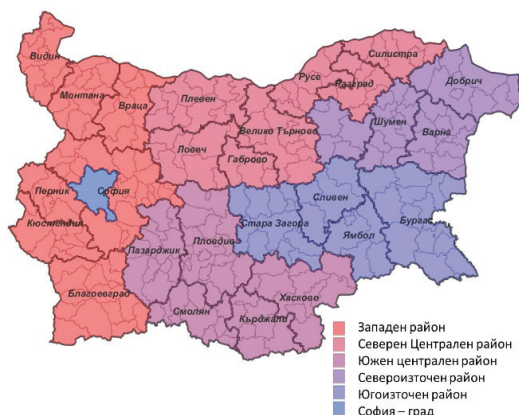 Видин
Монтана
Враца
Плевен
Ловеч
Русе
Силистра
Разград
Добрич
Шумен
Варна
Велико Търново
Габрово
Перник
София
Кюстендил
Благоевград
Пазарджик
Пловдив
Стара Загора
Сливен
Ямбол
Бургас
Смолян
Кърджали
Хасково
Западен район
Северен Централен район
Южен централен район
Североизточен район
Югоизточен район
София – град